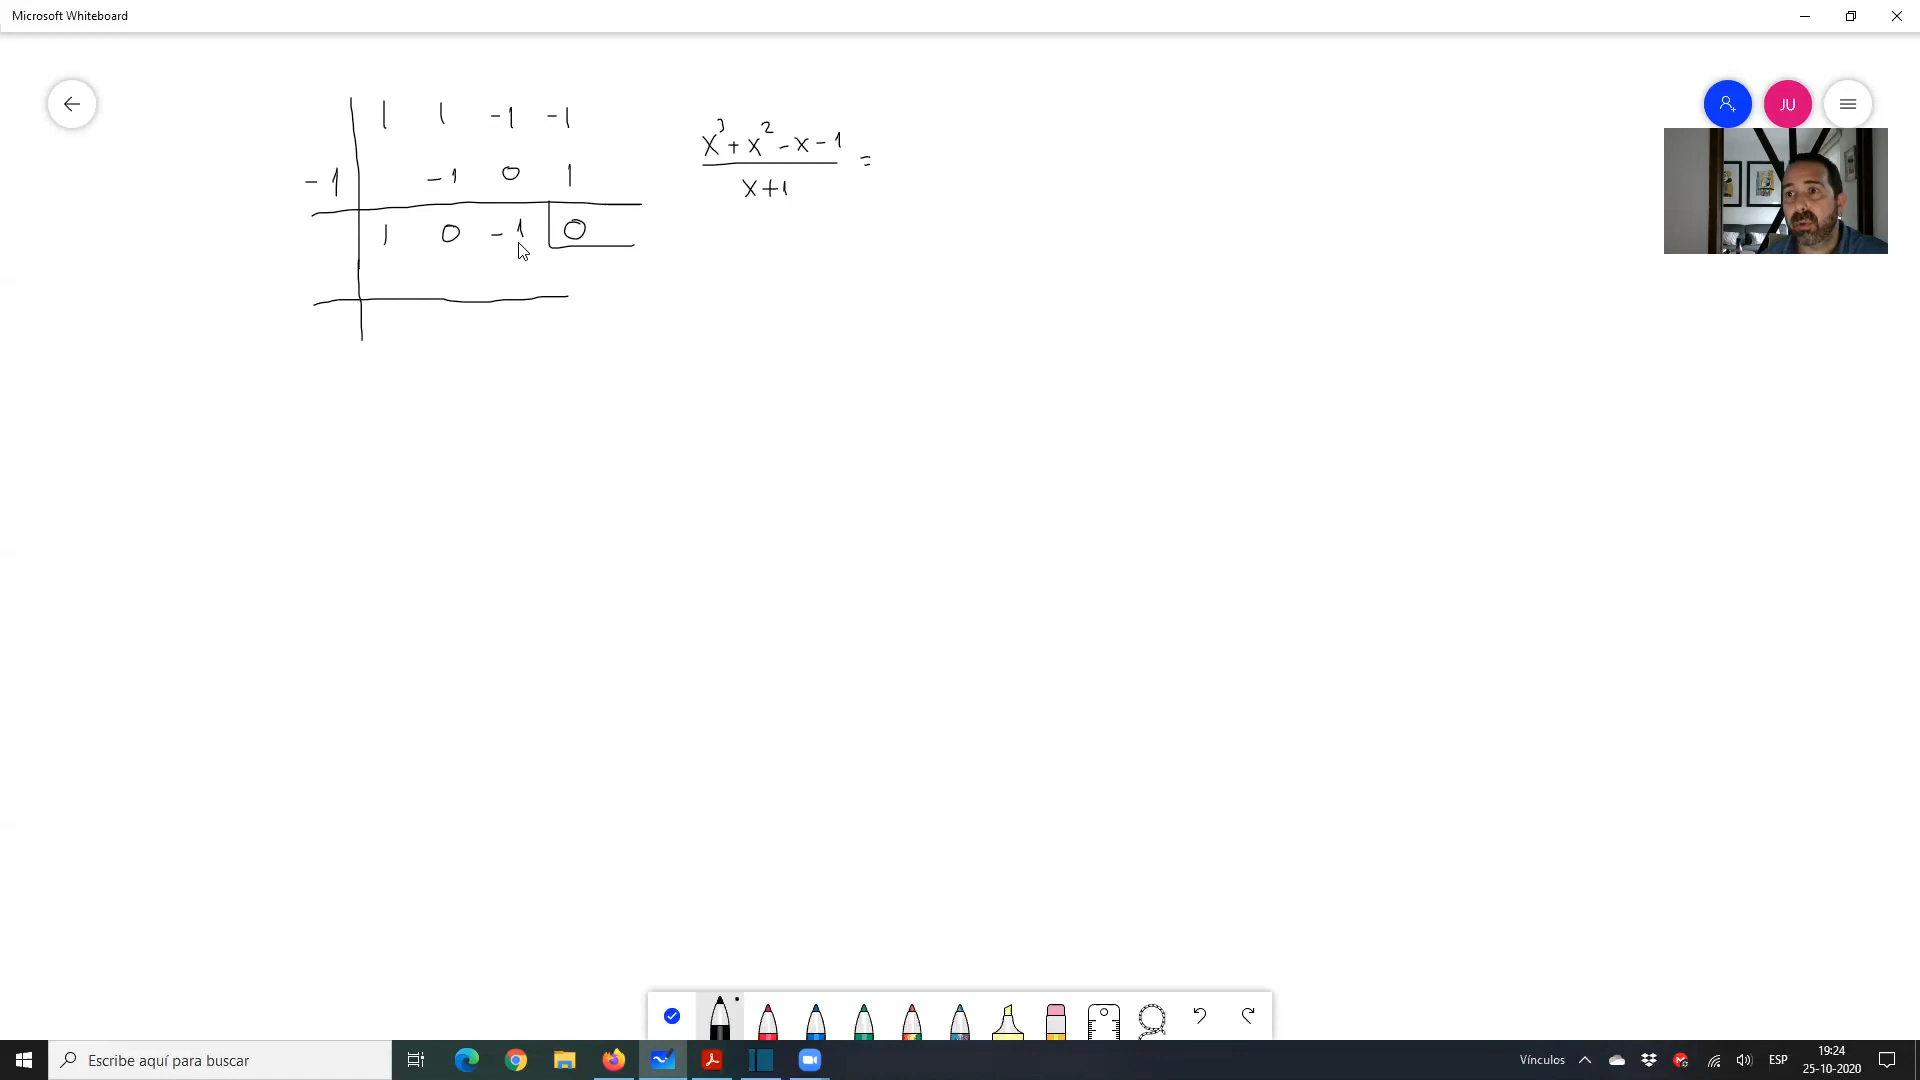 Microsoft Whiteboard
JU
1 1 -1 -1
-1 -1 0 1
1 0 -1 0
x³ + x² - x - 1 =
x + 1
Escribe aquí para buscar
Vínculos
ESP
19:24
25-10-2020